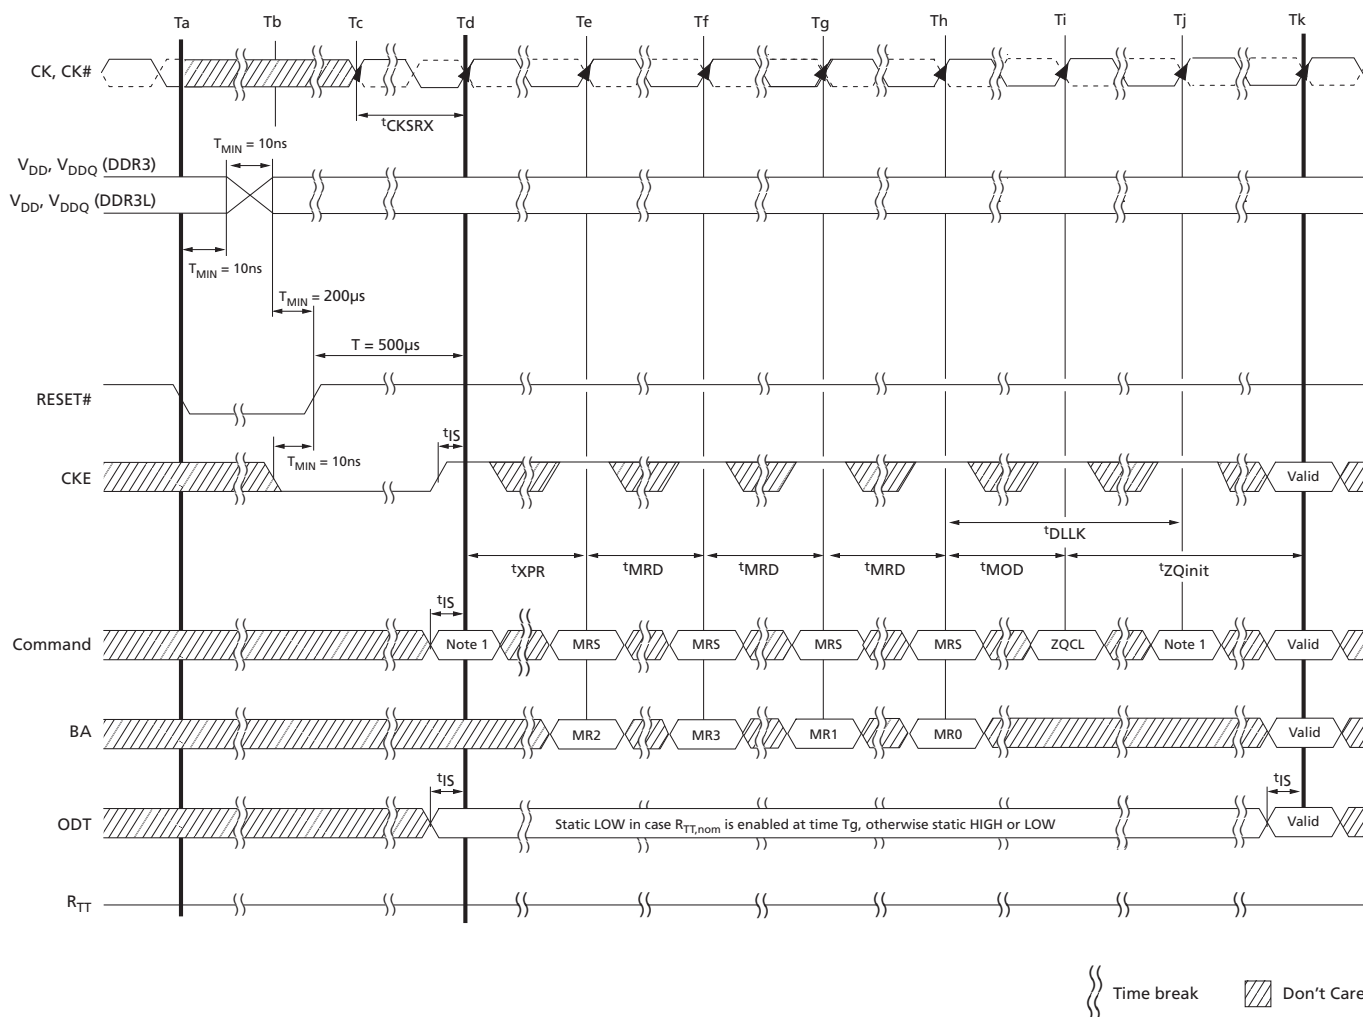 Ta Tb Tc Td Te Tf Tg Th Ti Tj Tk
CK, CK#
tCKSRX
TMIN = 10ns
VDD, VDDQ (DDR3)
VDD, VDDQ (DDR3L)
TMIN = 10ns
TMIN = 200µs
T = 500µs
RESET#
tIS
TMIN = 10ns
CKE
Valid
tDLLK
tXPR tMRD tMRD tMRD tMOD tZQinit
tIS
Command
Note 1 MRS MRS MRS MRS ZQCL Note 1 Valid
BA
MR2 MR3 MR1 MR0 Valid
tIS tIS
ODT
Static LOW in case RTT,nom is enabled at time Tg, otherwise static HIGH or LOW
Valid
RTT
Time break
Don't Care